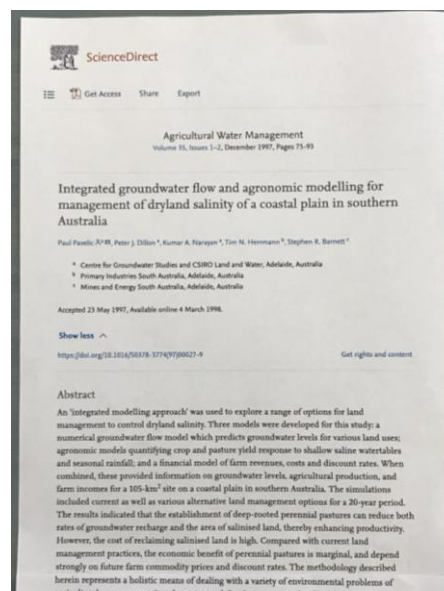 ScienceDirect
Get Access Share Export
Agricultural Water Management
Volume 35, Issues 1–2, December 1997, Pages 75-93
Integrated groundwater flow and agronomic modelling for
management of dryland salinity of a coastal plain in southern
Australia
Paul Pavelic, Peter J. Dillon ᵃ, Kumar A. Narayan ᵃ, Tim N. Herrmann ᵇ, Stephen R. Barnett ᶜ
ᵃ Centre for Groundwater Studies and CSIRO Land and Water, Adelaide, Australia
ᵇ Primary Industries South Australia, Adelaide, Australia
ᶜ Mines and Energy South Australia, Adelaide, Australia
Accepted 23 May 1997, Available online 4 March 1998.
Show less
https://doi.org/10.1016/S0378-3774(97)00027-9 Get rights and content
Abstract
An 'integrated modelling approach' was used to explore a range of options for land
management to control dryland salinity. Three models were developed for this study: a
numerical groundwater flow model which predicts groundwater levels for various land uses;
agronomic models quantifying crop and pasture yield response to shallow saline watertables
and seasonal rainfall; and a financial model of farm revenues, costs and discount rates. When
combined, these provided information on groundwater levels, agricultural production, and
farm incomes for a 105-km² site on a coastal plain in southern Australia. The simulations
included current as well as various alternative land management options for a 20-year period.
The results indicated that the establishment of deep-rooted perennial pastures can reduce both
rates of groundwater recharge and the area of salinised land, thereby enhancing productivity.
However, the cost of reclaiming salinised land is high. Compared with current land
management practices, the economic benefit of perennial pastures is marginal, and depend
strongly on future farm commodity prices and discount rates. The methodology described
herein represents a holistic means of dealing with a variety of environmental problems of